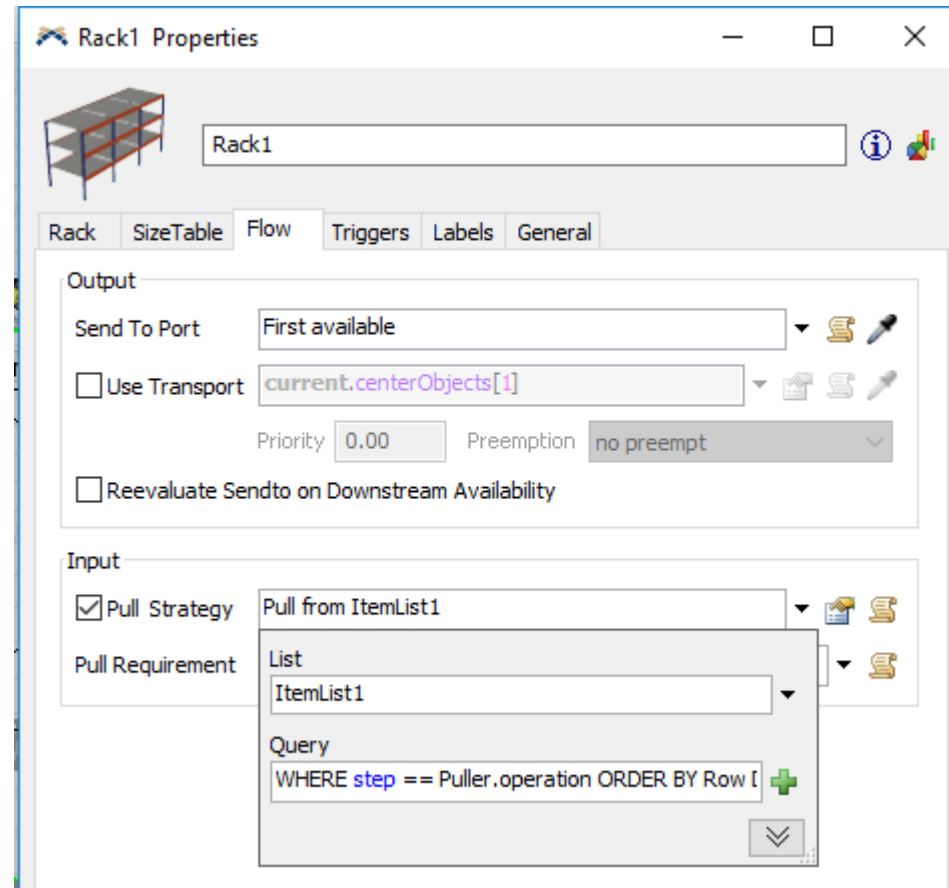 Rack1 Properties
Rack1
Rack SizeTable Flow Triggers Labels General
Output
Send To Port First available
Use Transport current.centerObjects[1]
Priority 0.00 Preemption no preempt
Reevaluate Sendto on Downstream Availability
Input
Pull Strategy Pull from ItemList1
Pull Requirement
List
ItemList1
Query
WHERE step == Puller.operation ORDER BY Row